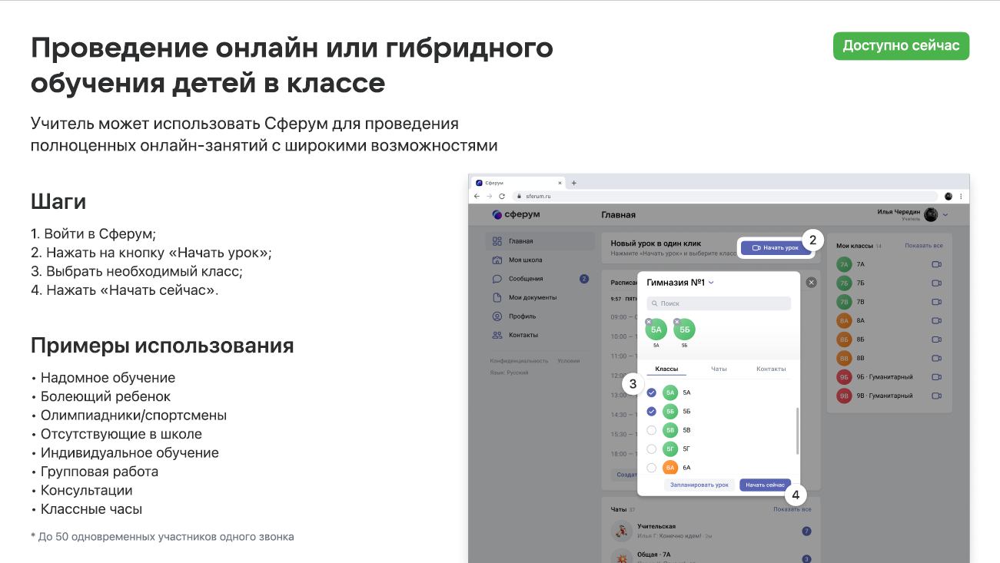 Проведение онлайн или гибридного
обучения детей в классе
Доступно сейчас
Учитель может использовать Сферум для проведения
полноценных онлайн-занятий с широкими возможностями
Шаги
1. Войти в Сферум;
2. Нажать на кнопку «Начать урок»;
3. Выбрать необходимый класс;
4. Нажать «Начать сейчас».
Примеры использования
• Надомное обучение
• Болеющий ребенок
• Олимпиадники/спортсмены
• Отсутствующие в школе
• Индивидуальное обучение
• Групповая работа
• Консультации
• Классные часы
* До 50 одновременных участников одного звонка
Сферум
sferum.ru
сферум
Главная
Илья Чередин
Учитель
Главная
Моя школа
Сообщения 2
Мои документы
Профиль
Контакты
Конфиденциальность Условия
Язык: Русский
Новый урок в один клик
Нажмите «Начать урок» и выберите
Начать урок
2
Гимназия №1
Поиск
5А 5Б
5А 5Б
Классы Чаты Контакты
3
5А 5А
5Б 5Б
5В 5В
5Г 5Г
6А 6А
Запланировать урок Начать сейчас
4
9:57 · 
09:00 —
10:00 —
11:00 —
12:00
13:00
14:30 —
15:30 —
18:00 —
Мои классы 14 Показать все
7А 7А
7Б 7Б
7В 7В
8А 8А
8Б 8Б
8В 8В
9Б 9Б · Гуманитарный
9В 9В · Гуманитарный
Чаты 37 Показать все
Учительская
Илья Г: Конечно идем! · 2м
7
Общая · 7А
3